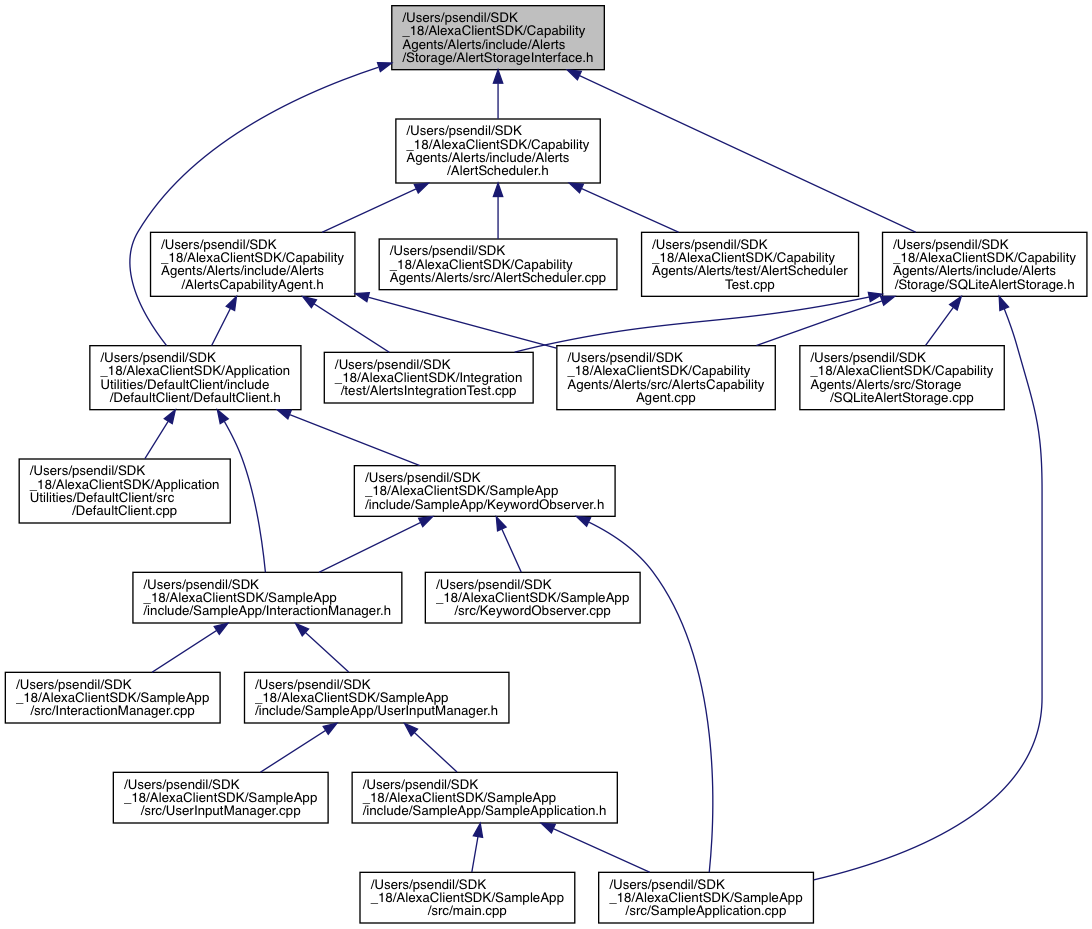 /Users/psendil/SDK
_18/AlexaClientSDK/Capability
Agents/Alerts/include/Alerts
/Storage/AlertStorageInterface.h
/Users/psendil/SDK
_18/AlexaClientSDK/Capability
Agents/Alerts/include/Alerts
/AlertScheduler.h
/Users/psendil/SDK
_18/AlexaClientSDK/Capability
Agents/Alerts/include/Alerts
/AlertsCapabilityAgent.h
/Users/psendil/SDK
_18/AlexaClientSDK/Capability
Agents/Alerts/src/AlertScheduler.cpp
/Users/psendil/SDK
_18/AlexaClientSDK/Capability
Agents/Alerts/test/AlertScheduler
Test.cpp
/Users/psendil/SDK
_18/AlexaClientSDK/Capability
Agents/Alerts/include/Alerts
/Storage/SQLiteAlertStorage.h
/Users/psendil/SDK
_18/AlexaClientSDK/Application
Utilities/DefaultClient/include
/DefaultClient/DefaultClient.h
/Users/psendil/SDK
_18/AlexaClientSDK/Integration
/test/AlertsIntegrationTest.cpp
/Users/psendil/SDK
_18/AlexaClientSDK/Capability
Agents/Alerts/src/AlertsCapability
Agent.cpp
/Users/psendil/SDK
_18/AlexaClientSDK/Capability
Agents/Alerts/src/Storage
/SQLiteAlertStorage.cpp
/Users/psendil/SDK
_18/AlexaClientSDK/Application
Utilities/DefaultClient/src
/DefaultClient.cpp
/Users/psendil/SDK
_18/AlexaClientSDK/SampleApp
/include/SampleApp/KeywordObserver.h
/Users/psendil/SDK
_18/AlexaClientSDK/SampleApp
/include/SampleApp/InteractionManager.h
/Users/psendil/SDK
_18/AlexaClientSDK/SampleApp
/src/KeywordObserver.cpp
/Users/psendil/SDK
_18/AlexaClientSDK/SampleApp
/src/InteractionManager.cpp
/Users/psendil/SDK
_18/AlexaClientSDK/SampleApp
/include/SampleApp/UserInputManager.h
/Users/psendil/SDK
_18/AlexaClientSDK/SampleApp
/src/UserInputManager.cpp
/Users/psendil/SDK
_18/AlexaClientSDK/SampleApp
/include/SampleApp/SampleApplication.h
/Users/psendil/SDK
_18/AlexaClientSDK/SampleApp
/src/main.cpp
/Users/psendil/SDK
_18/AlexaClientSDK/SampleApp
/src/SampleApplication.cpp